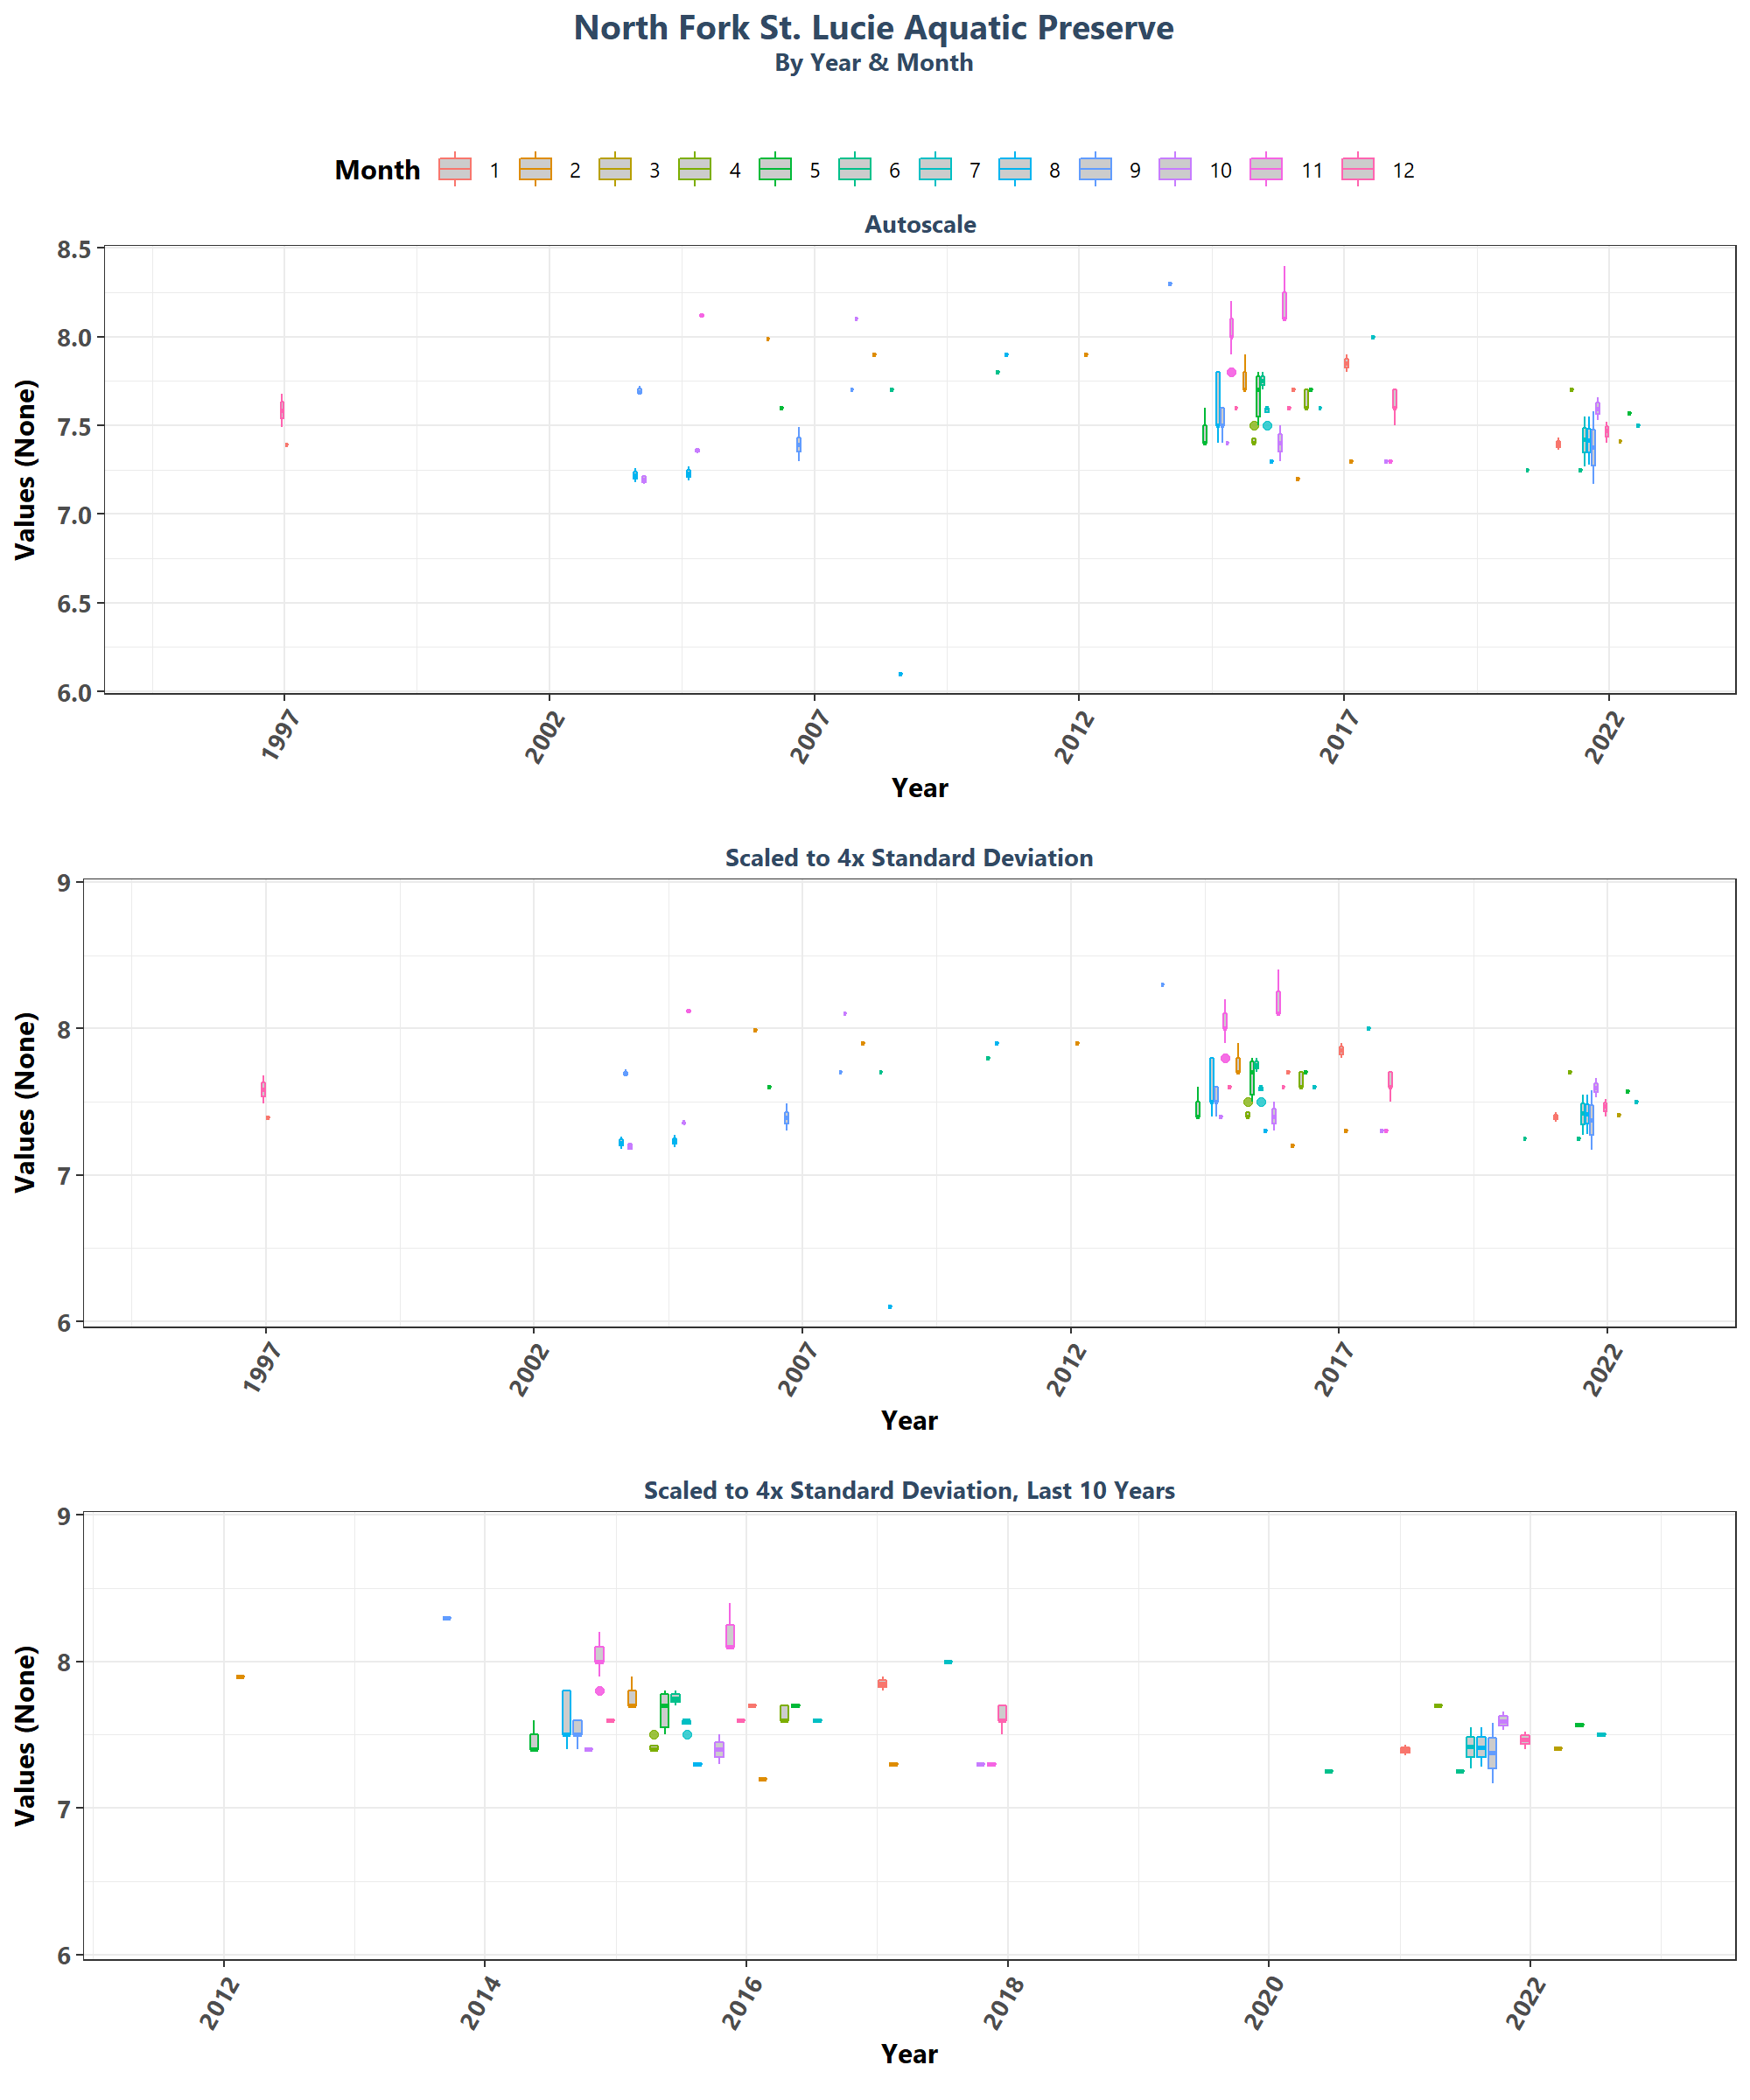 North Fork St. Lucie Aquatic Preserve
By Year & Month
Month 1 2 3 4 5 6 7 8 9 10 11 12
Autoscale
8.5
8.0
7.5
7.0
6.5
6.0
Values (None)
1997 2002 2007 2012 2017 2022
Year
Scaled to 4x Standard Deviation
9
8
7
6
Values (None)
1997 2002 2007 2012 2017 2022
Year
Scaled to 4x Standard Deviation, Last 10 Years
9
8
7
6
Values (None)
2012 2014 2016 2018 2020 2022
Year